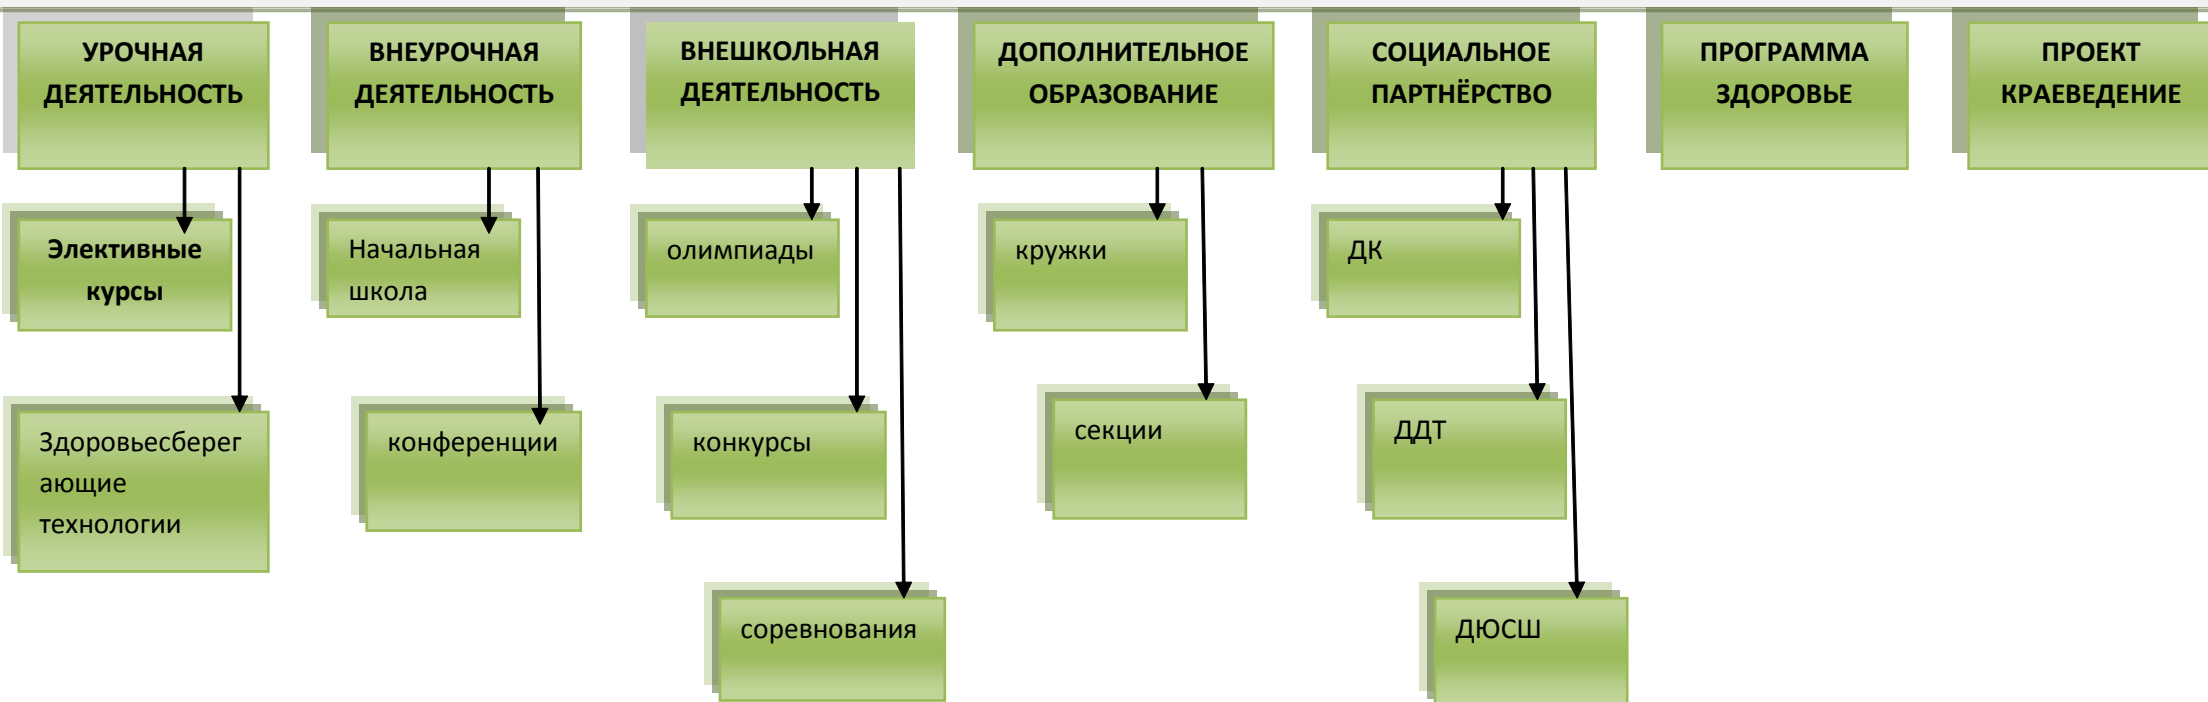 УРОЧНАЯ
ДЕЯТЕЛЬНОСТЬ
ВНЕУРОЧНАЯ
ДЕЯТЕЛЬНОСТЬ
ВНЕШКОЛЬНАЯ
ДЕЯТЕЛЬНОСТЬ
ДОПОЛНИТЕЛЬНОЕ
ОБРАЗОВАНИЕ
СОЦИАЛЬНОЕ
ПАРТНЁРСТВО
ПРОГРАММА
ЗДОРОВЬЕ
ПРОЕКТ
КРАЕВЕДЕНИЕ
Элективные
курсы
Начальная
школа
олимпиады
кружки
ДК
Здоровьесберег
ающие
технологии
конференции
конкурсы
секции
ДДТ
соревнования
ДЮСШ